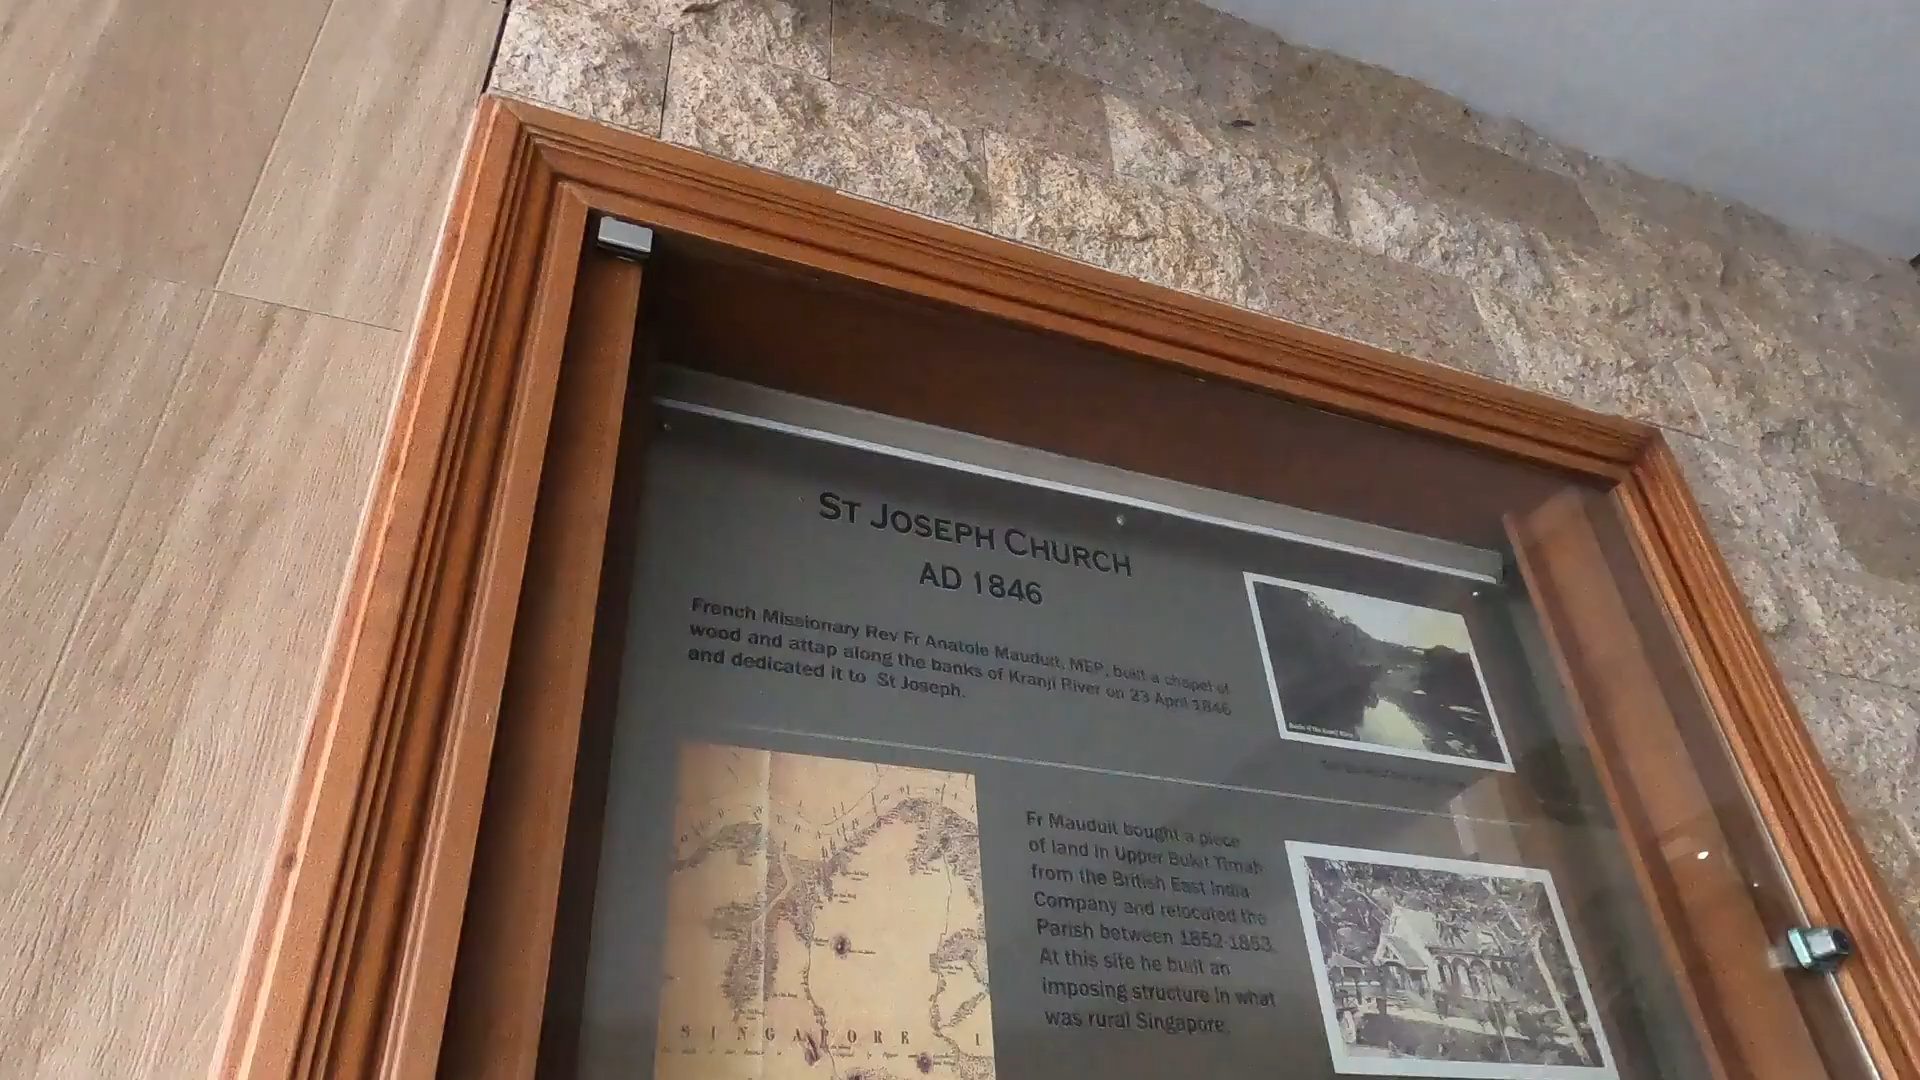 ST JOSEPH CHURCH
AD 1846
French Missionary Rev Fr Anatole Mauduit, MEP, built a chapel of
wood and attap along the banks of Kranji River on 23 April 1846
and dedicated it to St Joseph.
Fr Mauduit bought a piece
of land in Upper Bukit Timah
from the British East India
Company and relocated the
Parish between 1852-1853.
At this site he built an
imposing structure in what
was rural Singapore.
SINGAPORE I